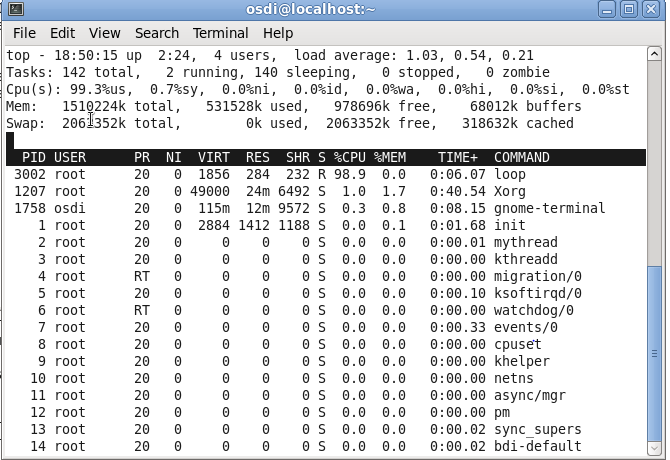 osdi@localhost:~
File Edit View Search Terminal Help
top - 18:50:15 up  2:24,  4 users,  load average: 1.03, 0.54, 0.21
Tasks: 142 total,   2 running, 140 sleeping,   0 stopped,   0 zombie
Cpu(s): 99.3%us,  0.7%sy,  0.0%ni,  0.0%id,  0.0%wa,  0.0%hi,  0.0%si,  0.0%st
Mem:   1510224k total,   531528k used,   978696k free,    68012k buffers
Swap:  2063352k total,        0k used,  2063352k free,   318632k cached
PID USER      PR  NI  VIRT  RES  SHR S %CPU %MEM    TIME+  COMMAND
3002 root      20   0  1856  284  232 R 98.9  0.0   0:06.07 loop
1207 root      20   0 49000  24m 6492 S  1.0  1.7   0:40.54 Xorg
1758 osdi      20   0  115m  12m 9572 S  0.3  0.8   0:08.15 gnome-terminal
1 root      20   0  2884 1412 1188 S  0.0  0.1   0:01.68 init
2 root      20   0     0    0    0 S  0.0  0.0   0:00.01 mythread
3 root      20   0     0    0    0 S  0.0  0.0   0:00.00 kthreadd
4 root      RT   0     0    0    0 S  0.0  0.0   0:00.00 migration/0
5 root      20   0     0    0    0 S  0.0  0.0   0:00.10 ksoftirqd/0
6 root      RT   0     0    0    0 S  0.0  0.0   0:00.00 watchdog/0
7 root      20   0     0    0    0 S  0.0  0.0   0:00.33 events/0
8 root      20   0     0    0    0 S  0.0  0.0   0:00.00 cpuset
9 root      20   0     0    0    0 S  0.0  0.0   0:00.00 khelper
10 root      20   0     0    0    0 S  0.0  0.0   0:00.00 netns
11 root      20   0     0    0    0 S  0.0  0.0   0:00.00 async/mgr
12 root      20   0     0    0    0 S  0.0  0.0   0:00.00 pm
13 root      20   0     0    0    0 S  0.0  0.0   0:00.02 sync_supers
14 root      20   0     0    0    0 S  0.0  0.0   0:00.02 bdi-default